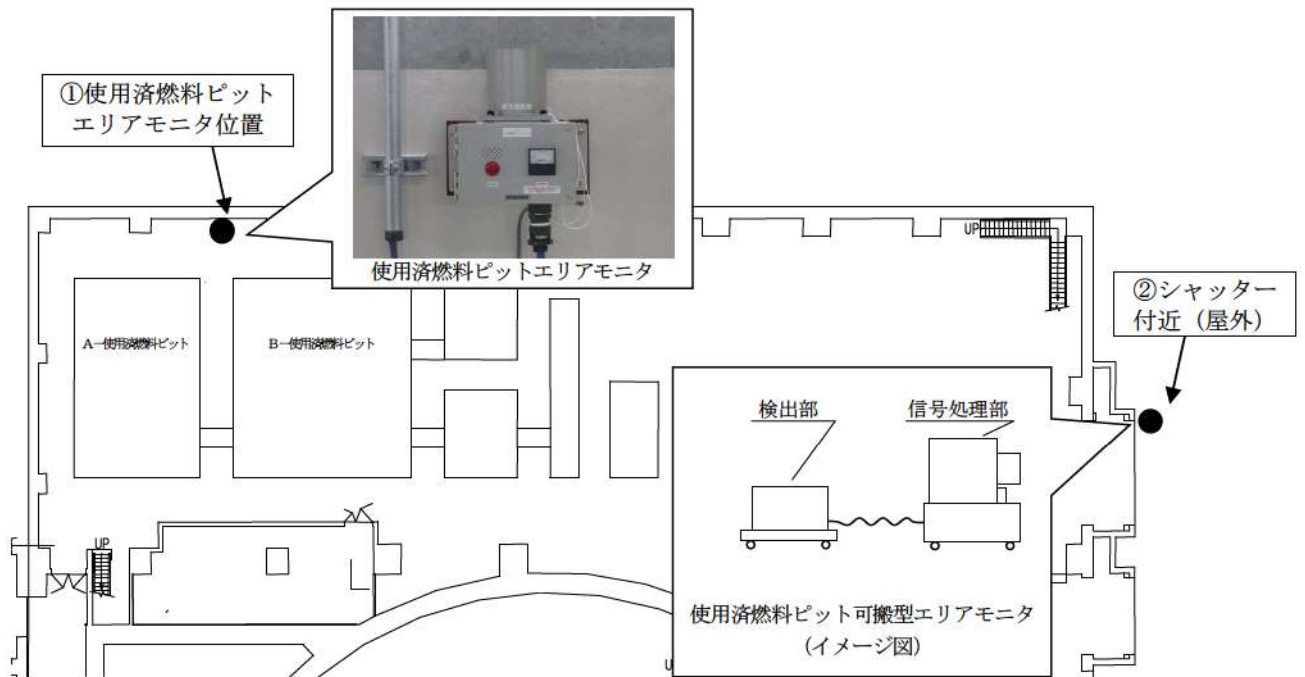 ①使用済燃料ピット
エリアモニタ位置
使用済燃料ピットエリアモニタ
UP
②シャッター
付近（屋外）
A－使用済燃料ピット
B－使用済燃料ピット
検出部
信号処理部
UP
使用済燃料ピット可搬型エリアモニタ
（イメージ図）